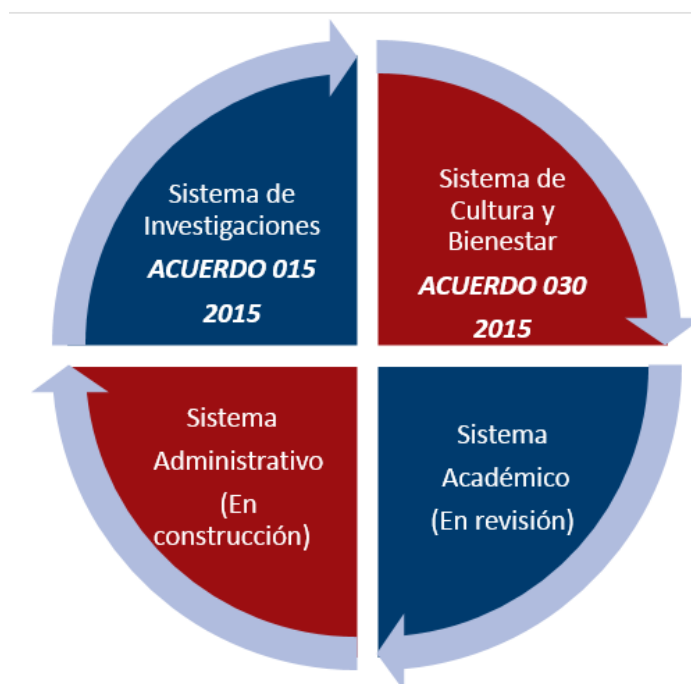 Sistema de
Investigaciones
ACUERDO 015
2015
Sistema de
Cultura y
Bienestar
ACUERDO 030
2015
Sistema
Administrativo
(En
construcción)
Sistema
Académico
(En revisión)